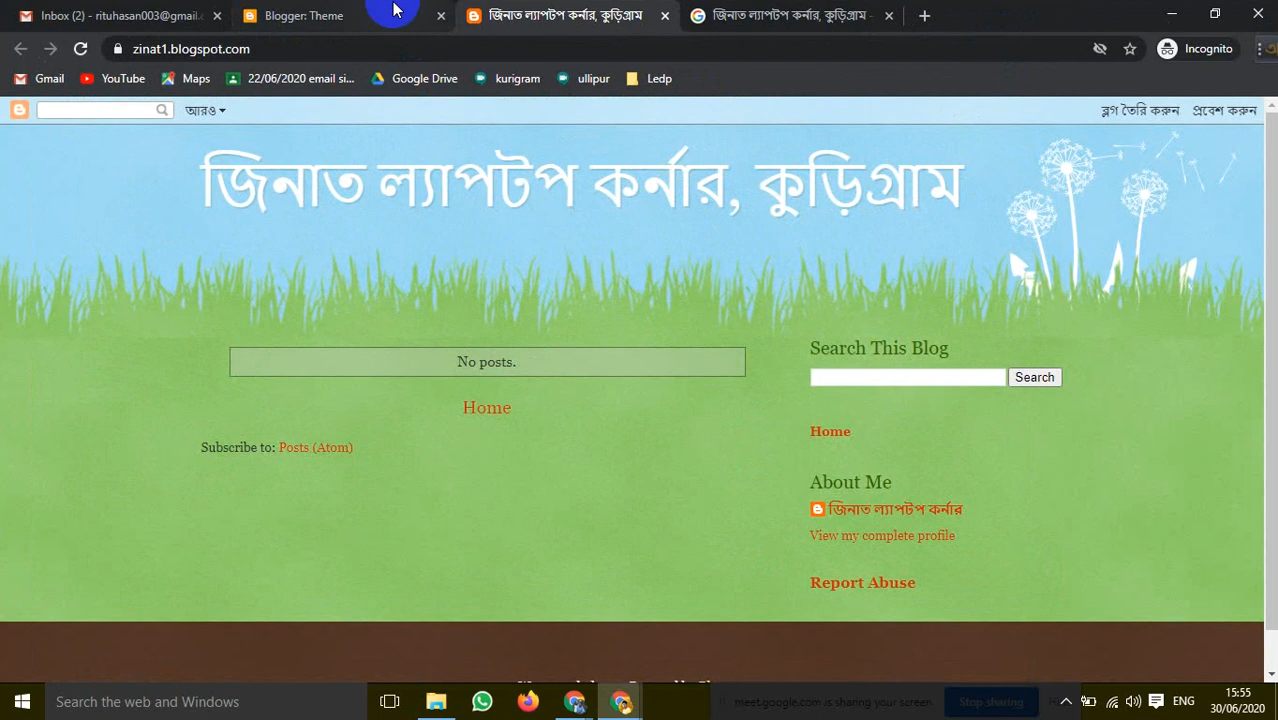 Inbox (2) - rituhasan003@gmail.c
Blogger: Theme
জিনাত ল্যাপটপ কর্নার, কুড়িগ্রাম
জিনাত ল্যাপটপ কর্নার, কুড়িগ্রাম -
zinat1.blogspot.com
Incognito
Gmail
YouTube
Maps
22/06/2020 email si...
Google Drive
kurigram
ullipur
Ledp
আরও
ব্লগ তৈরি করুন
প্রবেশ করুন
জিনাত ল্যাপটপ কর্নার, কুড়িগ্রাম
No posts.
Home
Subscribe to: Posts (Atom)
Search This Blog
Search
Home
About Me
জিনাত ল্যাপটপ কর্নার
View my complete profile
Report Abuse
Search the web and Windows
meet.google.com is sharing your screen
Stop sharing
ENG
15:55
30/06/2020